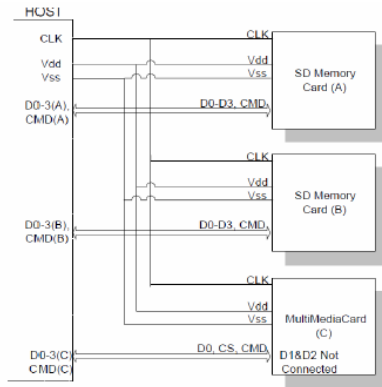 HOST
CLK
Vdd
Vss
D0-3(A),
CMD(A)
CLK
Vdd
Vss
D0-D3, CMD
SD Memory
Card (A)
CLK
Vdd
Vss
D0-3(B),
CMD(B)
D0-D3, CMD
SD Memory
Card (B)
CLK
Vdd
Vss
D0-3(C)
CMD(C)
D0, CS, CMD
MultiMediaCard
(C)
D1&D2 Not
Connected